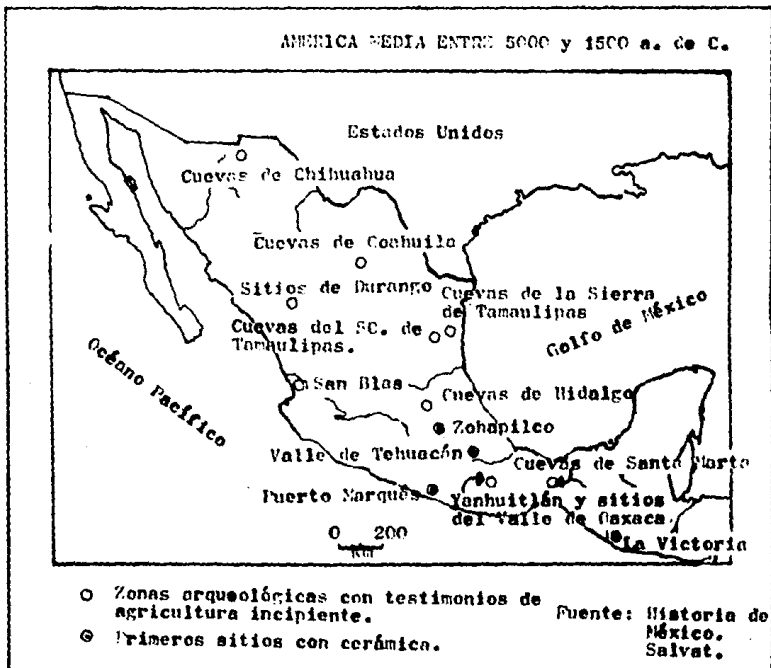 AMERICA MEDIA ENTRE 5000 y 1500 a. de C.
Estados Unidos
Cuevas de Chihuahua
Cuevas de Coahuila
Sitios de Durango
Cuevas de la Sierra
de Tamaulipas
Cuevas del SO. de
Tamaulipas.
Golfo de México
Océano Pacífico
San Blas
Cuevas de Hidalgo
Zohapilco
Valle de Tehuacán
Cuevas de Santa Marta
Puerto Marqués
Yanhuitlán y sitios
del Valle de Oaxaca
La Victoria
0 200
Km
Zonas arqueológicas con testimonios de
agricultura incipiente.
Primeros sitios con cerámica.
Fuente: Historia de
México.
Salvat.